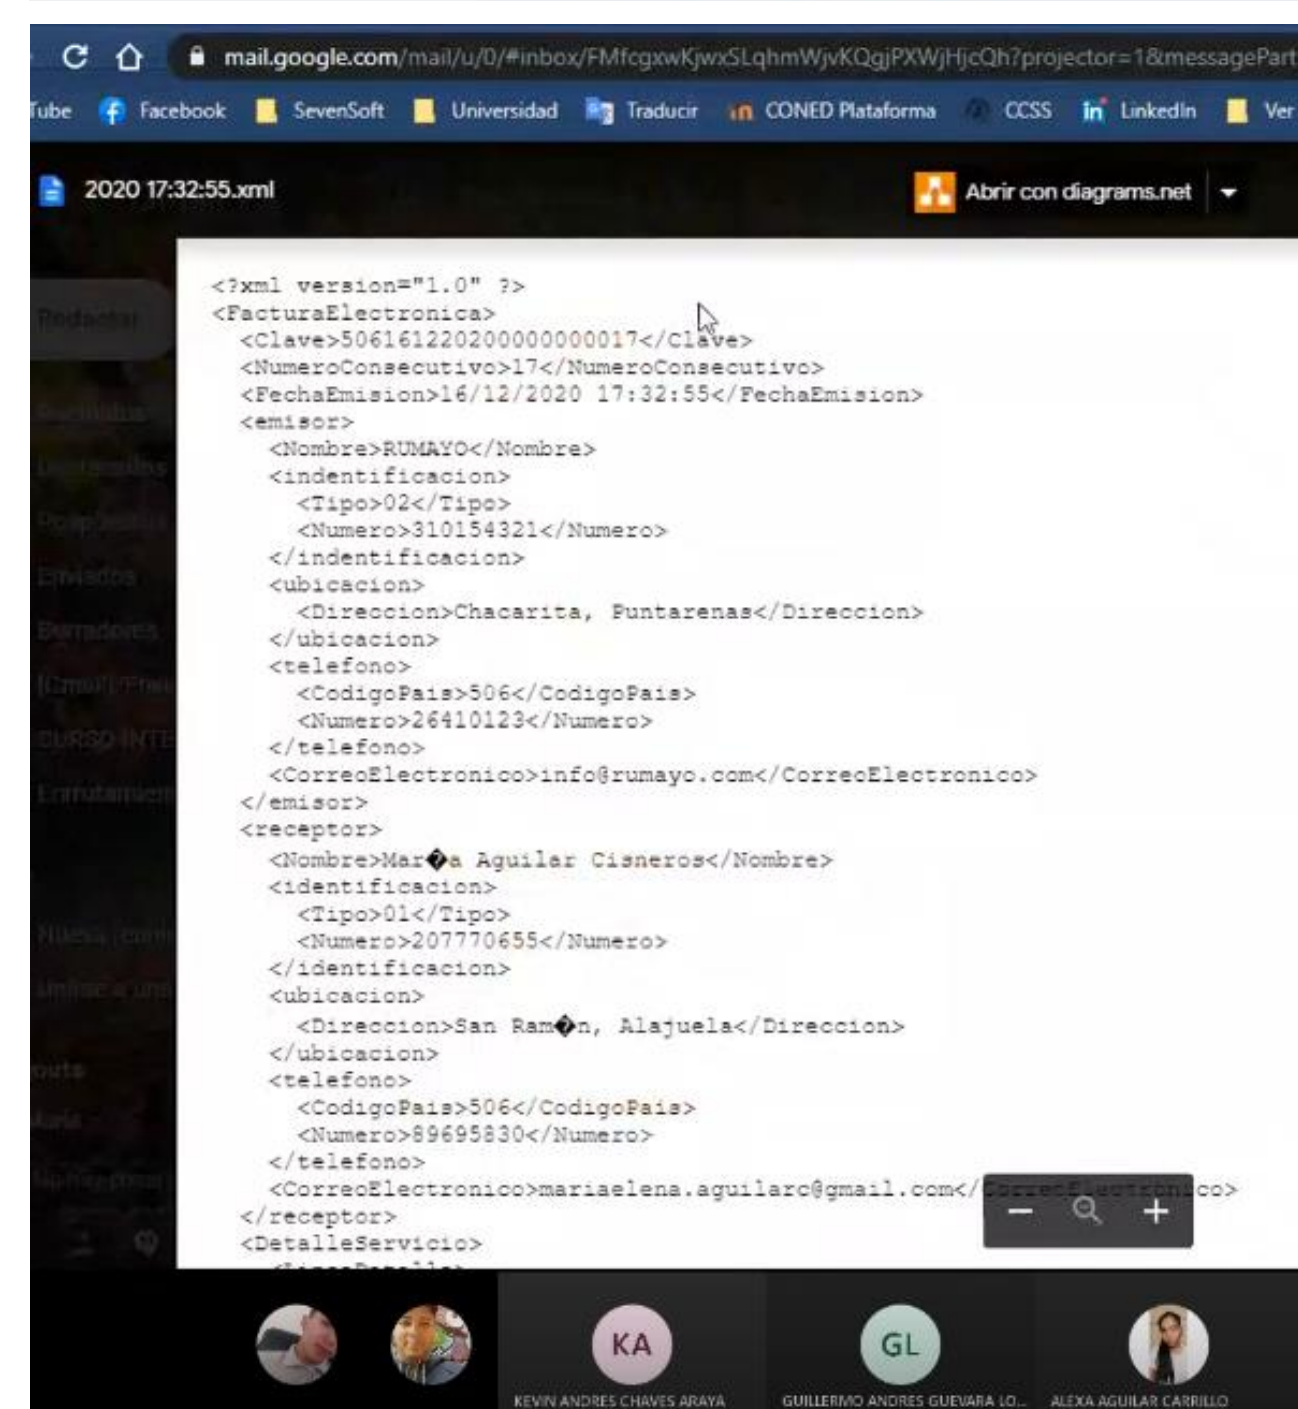 mail.google.com/mail/u/0/#inbox/FMfcgxwKjwxSLqhmWjvKQgjPXWjHjcQh?projector=1&messagePart
Tube Facebook SevenSoft Universidad Traducir CONED Plataforma CCSS LinkedIn Ver
2020 17:32:55.xml Abrir con diagrams.net
<?xml version="1.0" ?>
Redactar
<FacturaElectronica>
<Clave>506161220200000000017</Clave>
<NumeroConsecutivo>17</NumeroConsecutivo>
<FechaEmision>16/12/2020 17:32:55</FechaEmision>
<emisor>
<Nombre>RUMAYO</Nombre>
<indentificacion>
<Tipo>02</Tipo>
<Numero>310154321</Numero>
</indentificacion>
Enviados
<ubicacion>
<Direccion>Chacarita, Puntarenas</Direccion>
Borradores
</ubicacion>
<telefono>
<CodigoPais>506</CodigoPais>
<Numero>26410123</Numero>
CURSO INTE
</telefono>
<CorreoElectronico>info@rumayo.com</CorreoElectronico>
</emisor>
<receptor>
<Nombre>Mar�a Aguilar Cisneros</Nombre>
<identificacion>
<Tipo>01</Tipo>
<Numero>207770655</Numero>
</identificacion>
<ubicacion>
<Direccion>San Ram�n, Alajuela</Direccion>
</ubicacion>
<telefono>
<CodigoPais>506</CodigoPais>
<Numero>89695830</Numero>
</telefono>
<CorreoElectronico>mariaelena.aguilarc@gmail.com</CorreoElectronico>
</receptor>
<DetalleServicio>
KA GL
KEVIN ANDRES CHAVES ARAYA GUILLERMO ANDRES GUEVARA LO... ALEXA AGUILAR CARRILLO